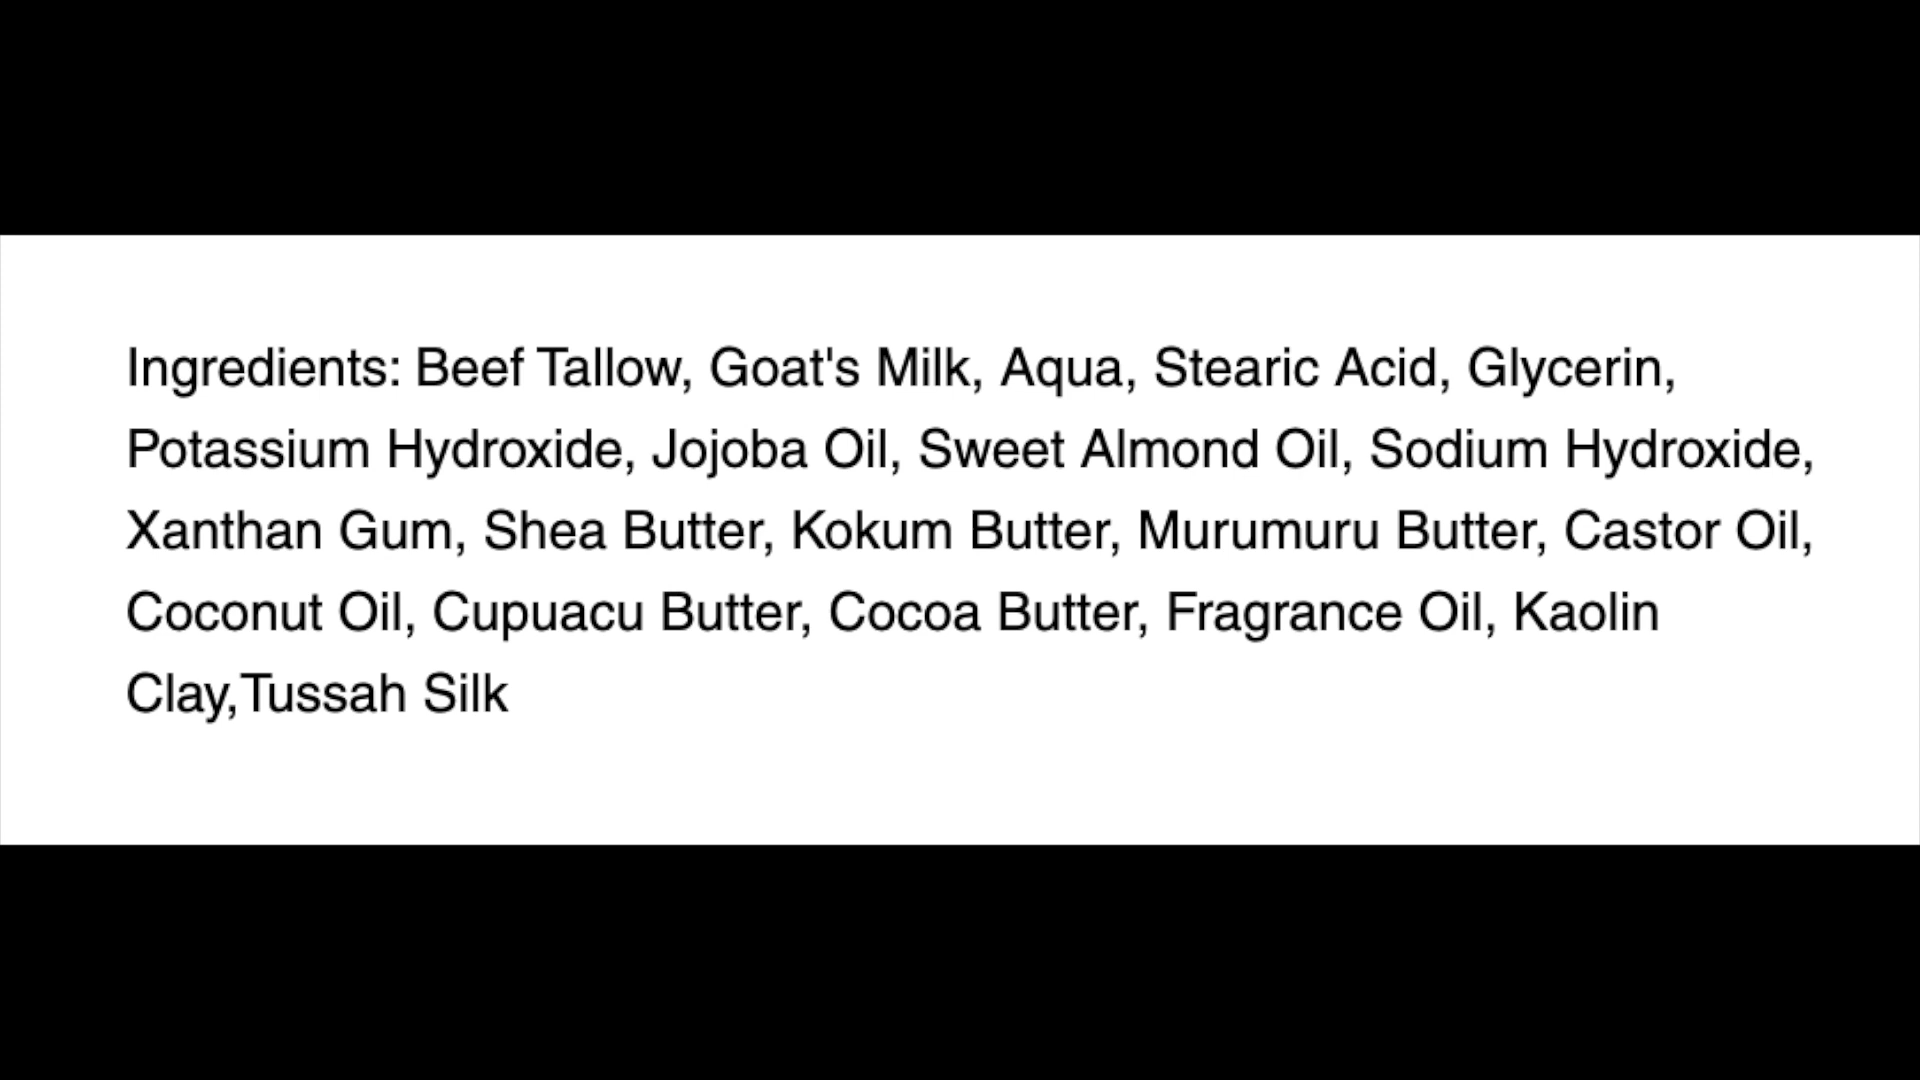 Ingredients: Beef Tallow, Goat's Milk, Aqua, Stearic Acid, Glycerin,
Potassium Hydroxide, Jojoba Oil, Sweet Almond Oil, Sodium Hydroxide,
Xanthan Gum, Shea Butter, Kokum Butter, Murumuru Butter, Castor Oil,
Coconut Oil, Cupuacu Butter, Cocoa Butter, Fragrance Oil, Kaolin
Clay,Tussah Silk